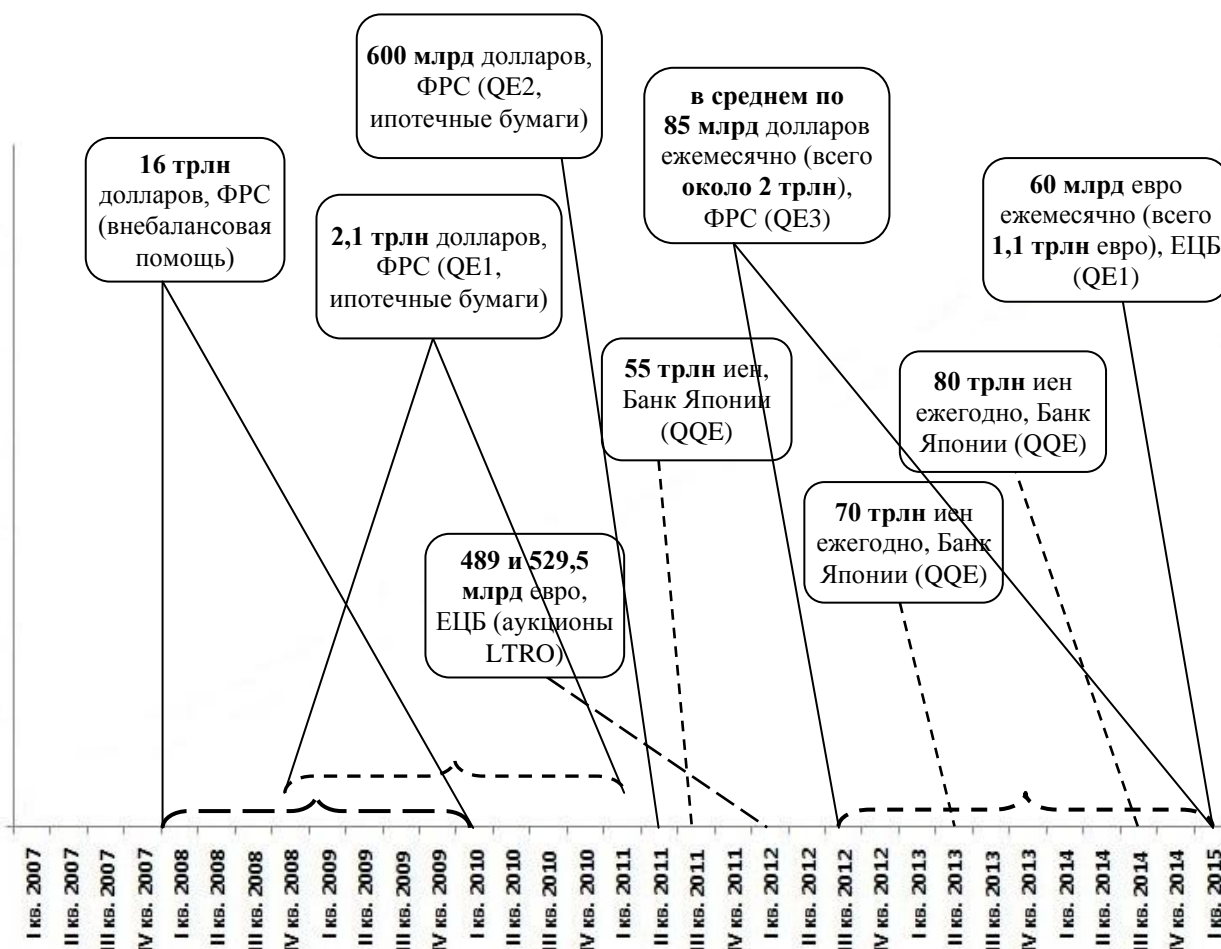 600 млрд долларов,
ФРС (QE2,
ипотечные бумаги)
в среднем по
85 млрд долларов
ежемесячно (всего
около 2 трлн),
ФРС (QE3)
16 трлн
долларов, ФРС
(внебалансовая
помощь)
60 млрд евро
ежемесячно (всего
1,1 трлн евро), ЕЦБ
(QE1)
2,1 трлн долларов,
ФРС (QE1,
ипотечные бумаги)
55 трлн иен,
Банк Японии
(QQE)
80 трлн иен
ежегодно, Банк
Японии (QQE)
70 трлн иен
ежегодно, Банк
Японии (QQE)
489 и 529,5
млрд евро,
ЕЦБ (аукционы
LTRO)
I кв. 2007
II кв. 2007
III кв. 2007
IV кв. 2007
I кв. 2008
II кв. 2008
III кв. 2008
IV кв. 2008
I кв. 2009
II кв. 2009
III кв. 2009
IV кв. 2009
I кв. 2010
II кв. 2010
III кв. 2010
IV кв. 2010
I кв. 2011
II кв. 2011
III кв. 2011
IV кв. 2011
I кв. 2012
II кв. 2012
III кв. 2012
IV кв. 2012
I кв. 2013
II кв. 2013
III кв. 2013
IV кв. 2013
I кв. 2014
II кв. 2014
III кв. 2014
IV кв. 2014
I кв. 2015